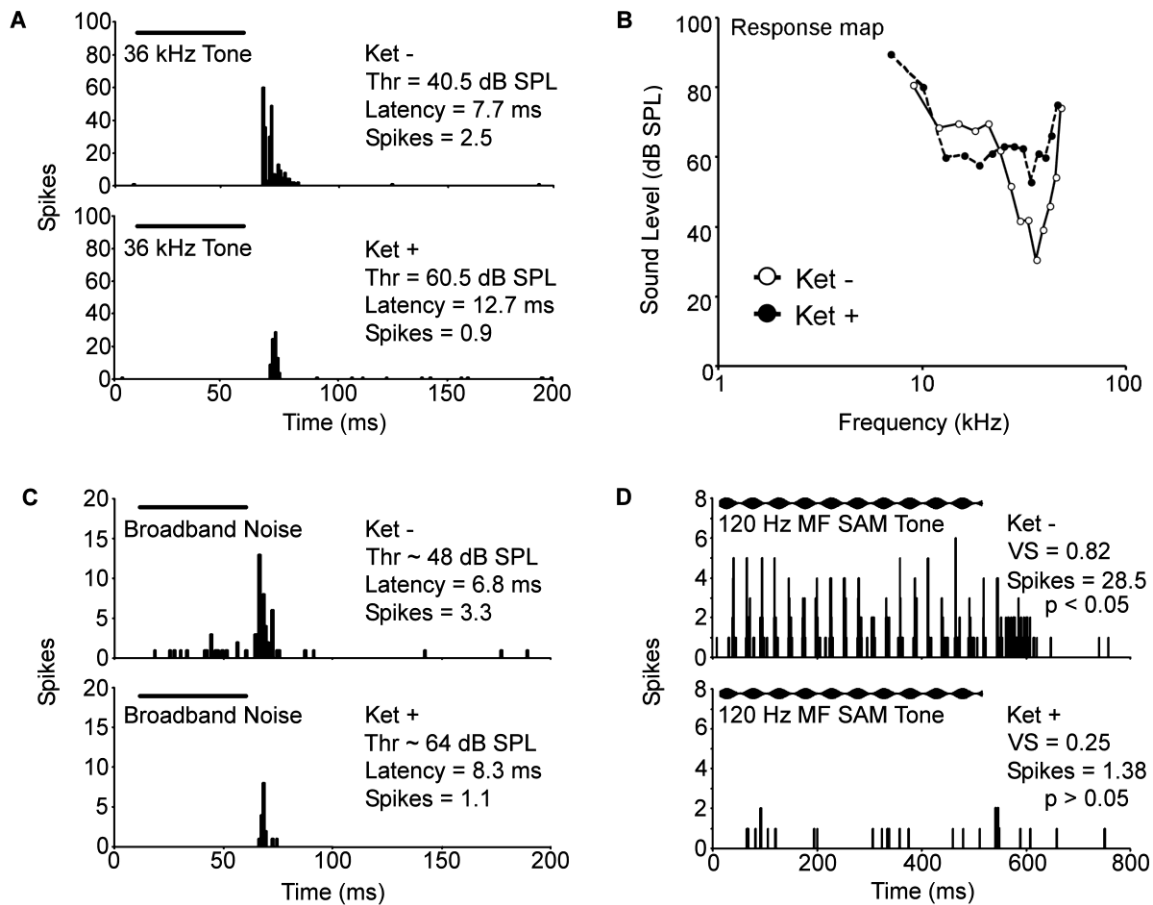 A
100
80
60
40
20
0
36 kHz Tone
Ket -
Thr = 40.5 dB SPL
Latency = 7.7 ms
Spikes = 2.5
Spikes
100
80
60
40
20
0
36 kHz Tone
Ket +
Thr = 60.5 dB SPL
Latency = 12.7 ms
Spikes = 0.9
0 50 100 150 200
Time (ms)
B
Response map
100
80
60
40
20
0
Sound Level (dB SPL)
Ket -
Ket +
1 10 100
Frequency (kHz)
C
20
15
10
5
0
Broadband Noise
Ket -
Thr ~ 48 dB SPL
Latency = 6.8 ms
Spikes = 3.3
Spikes
20
15
10
5
0
Broadband Noise
Ket +
Thr ~ 64 dB SPL
Latency = 8.3 ms
Spikes = 1.1
0 50 100 150 200
Time (ms)
D
8
6
4
2
0
120 Hz MF SAM Tone
Ket -
VS = 0.82
Spikes = 28.5
p < 0.05
Spikes
8
6
4
2
0
120 Hz MF SAM Tone
Ket +
VS = 0.25
Spikes = 1.38
p > 0.05
0 200 400 600 800
Time (ms)